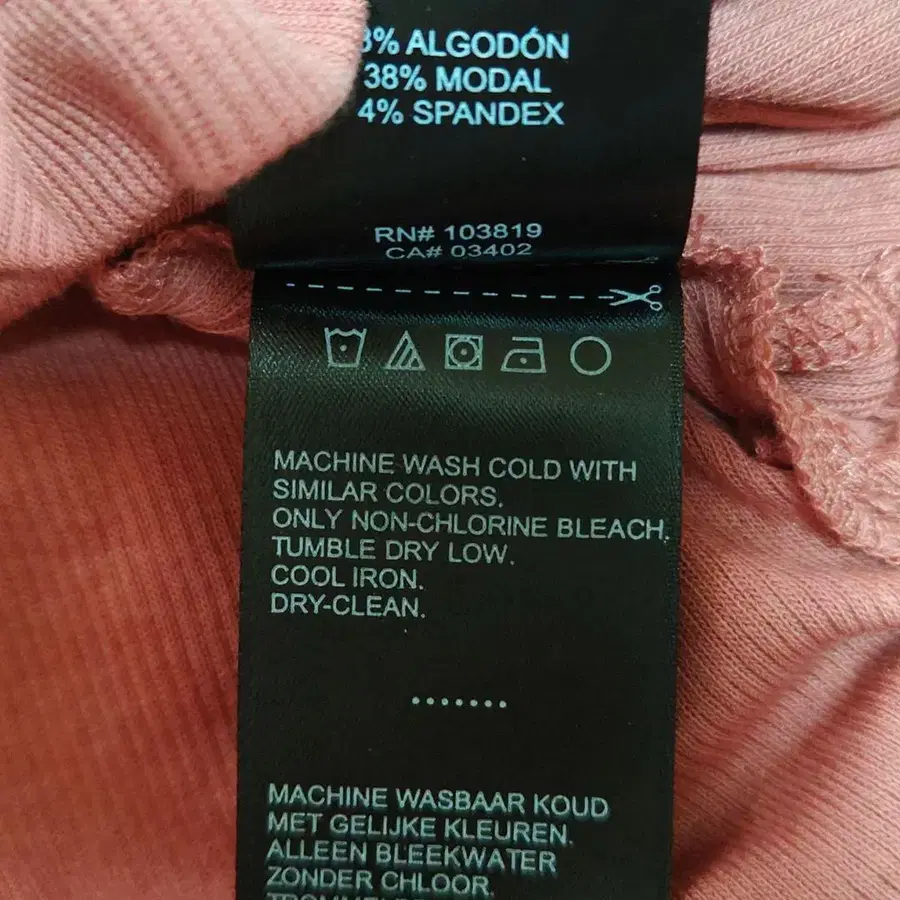 % ALGODÓN
38% MODAL
4% SPANDEX
RN# 103819
CA# 03402
MACHINE WASH COLD WITH
SIMILAR COLORS.
ONLY NON-CHLORINE BLEACH.
TUMBLE DRY LOW.
COOL IRON.
DRY-CLEAN.
MACHINE WASBAAR KOUD
MET GELIJKE KLEUREN.
ALLEEN BLEEKWATER
ZONDER CHLOOR.